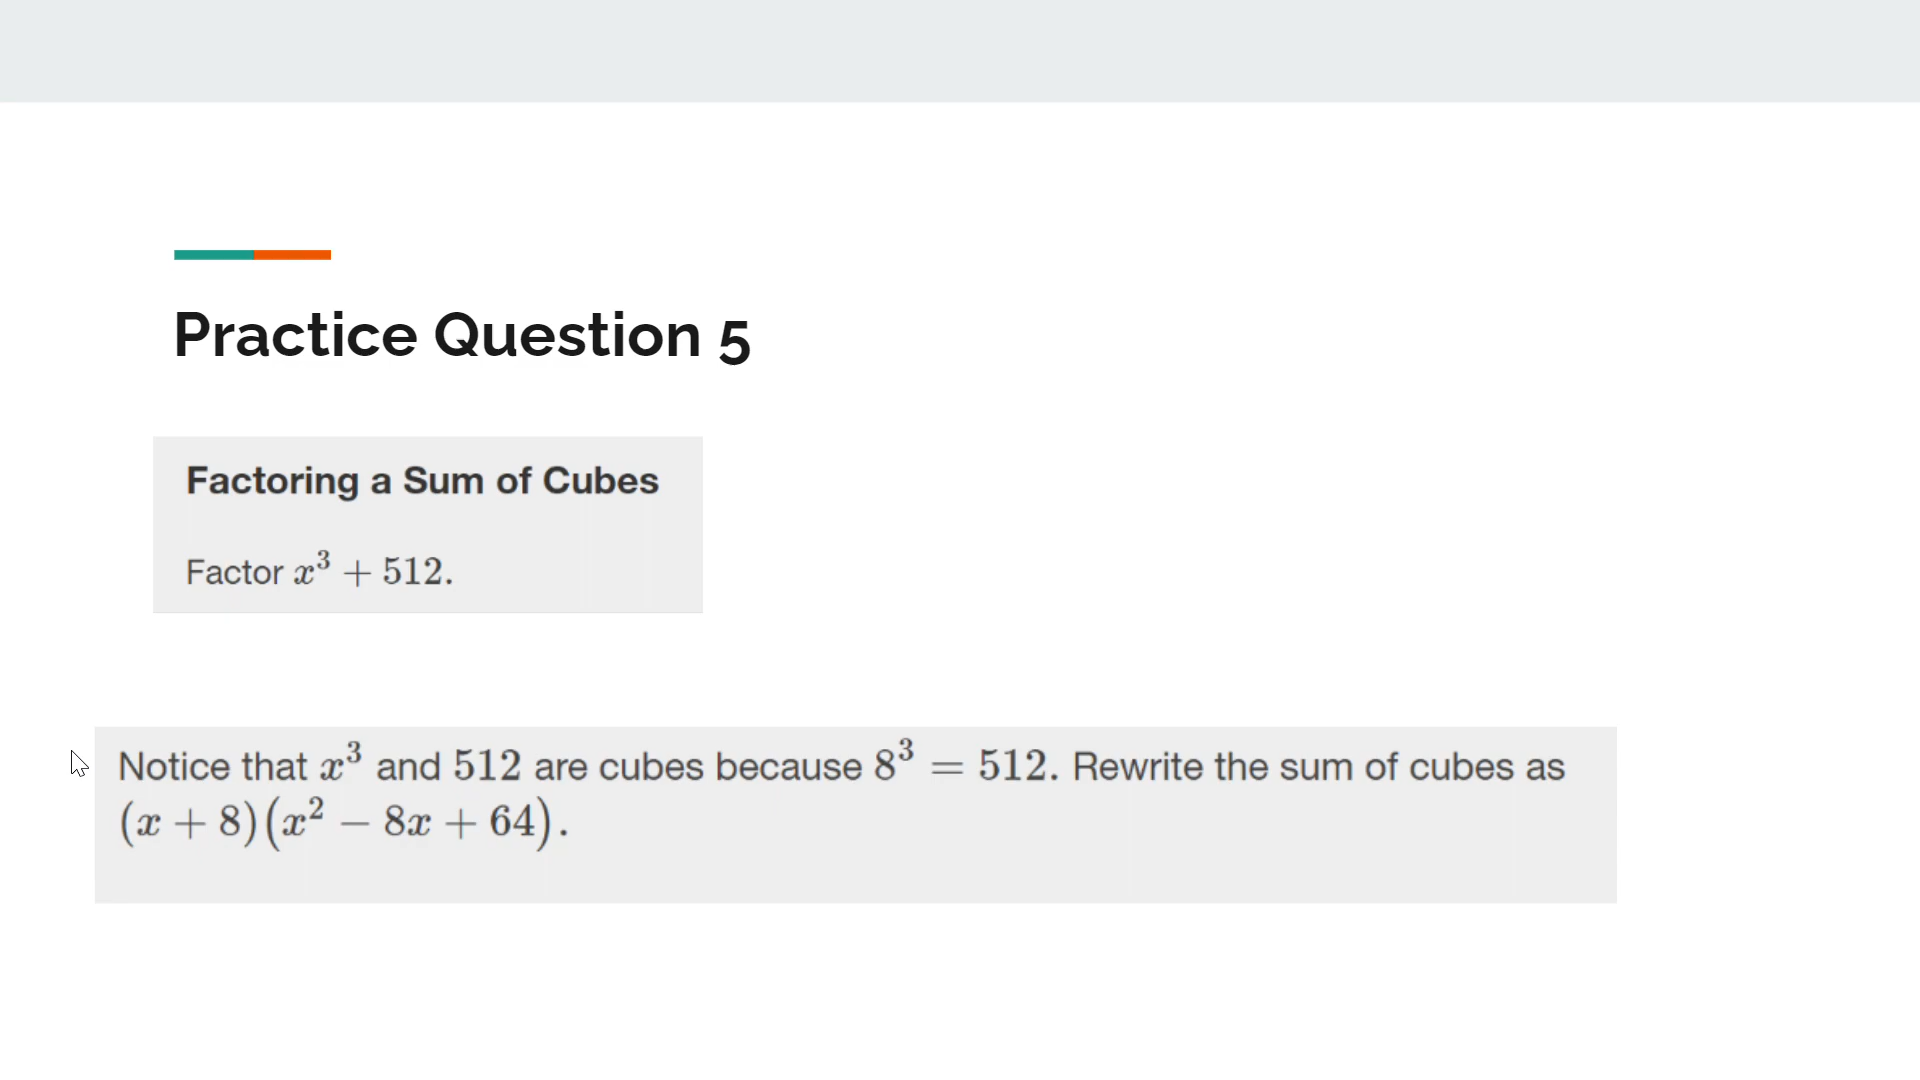 Practice Question 5
Factoring a Sum of Cubes
Factor x³ + 512.
Notice that x³ and 512 are cubes because 8³ = 512. Rewrite the sum of cubes as
(x + 8)(x² − 8x + 64).